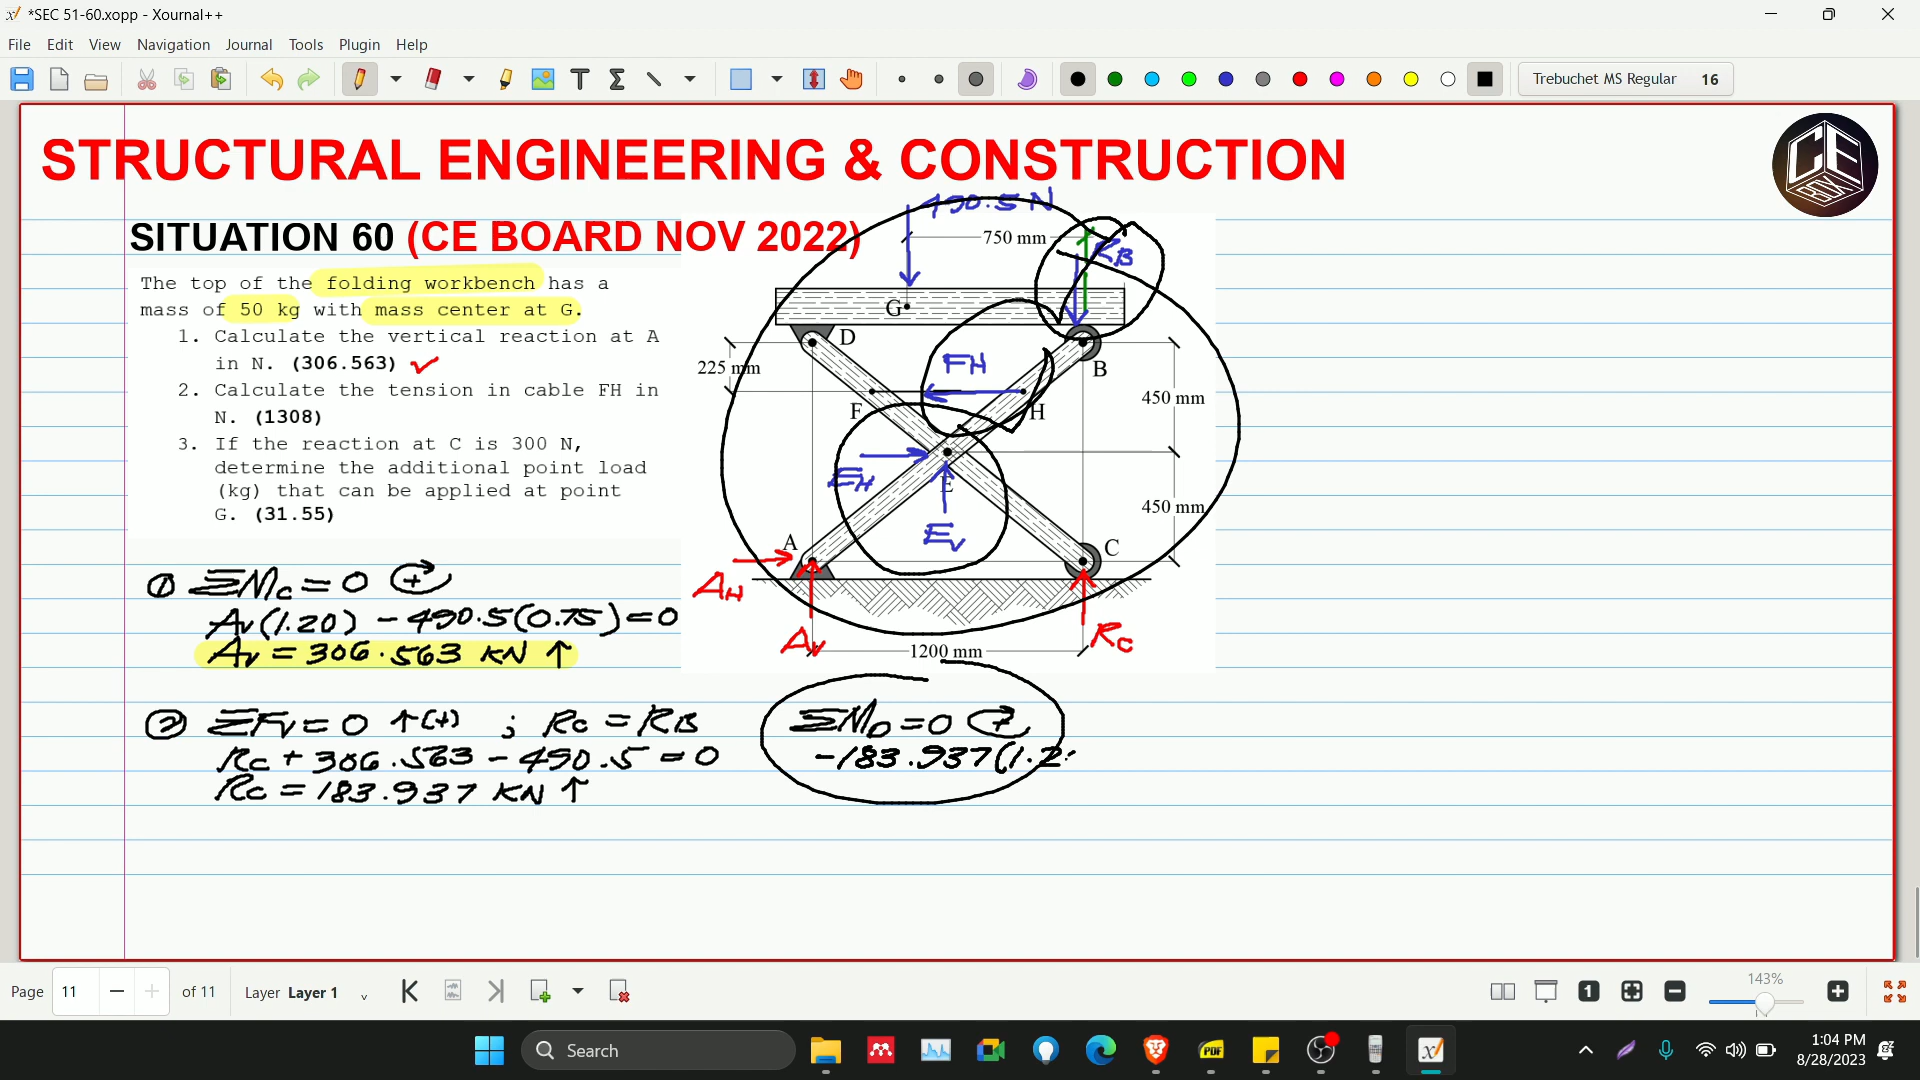 *SEC 51-60.xopp - Xournal++
File Edit View Navigation Journal Tools Plugin Help
Trebuchet MS Regular 16
STRUCTURAL ENGINEERING & CONSTRUCTION
CE
BOX
SITUATION 60 (CE BOARD NOV 2022)
The top of the folding workbench has a
mass of 50 kg with mass center at G.
1. Calculate the vertical reaction at A
in N. (306.563) ✓
2. Calculate the tension in cable FH in
N. (1308)
3. If the reaction at C is 300 N,
determine the additional point load
(kg) that can be applied at point
G. (31.55)
490.5 N
750 mm
RB
G
D
B
225 mm
FH
F
H
450 mm
EH
E
EV
450 mm
A
C
AH
AV
RC
1200 mm
① ΣMC = 0 (+)
AV(1.20) - 490.5(0.75) = 0
AV = 306.563 KN ↑
② ΣFV = 0 ↑(+) ; RC = RB
RC + 306.563 - 490.5 = 0
RC = 183.937 KN ↑
ΣMD = 0
-183.937(1.2
Page 11 of 11 Layer Layer 1
143%
Search
1:04 PM
8/28/2023